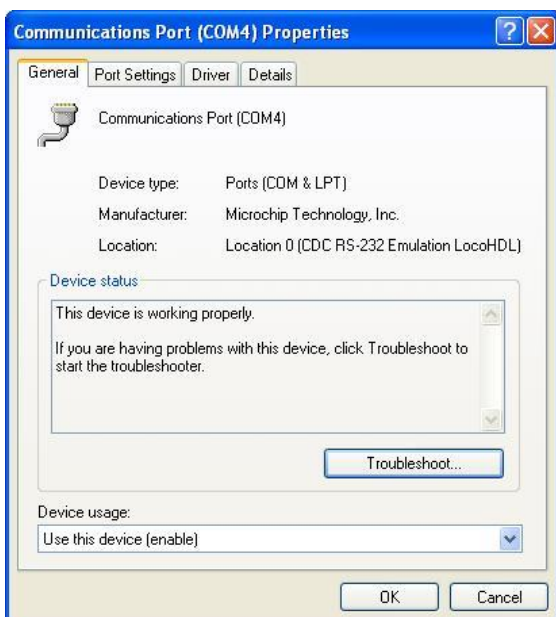 Communications Port (COM4) Properties
General Port Settings Driver Details
Communications Port (COM4)
Device type: Ports (COM & LPT)
Manufacturer: Microchip Technology, Inc.
Location: Location 0 (CDC RS-232 Emulation LocoHDL)
Device status
This device is working properly.
If you are having problems with this device, click Troubleshoot to
start the troubleshooter.
Troubleshoot...
Device usage:
Use this device (enable)
OK Cancel